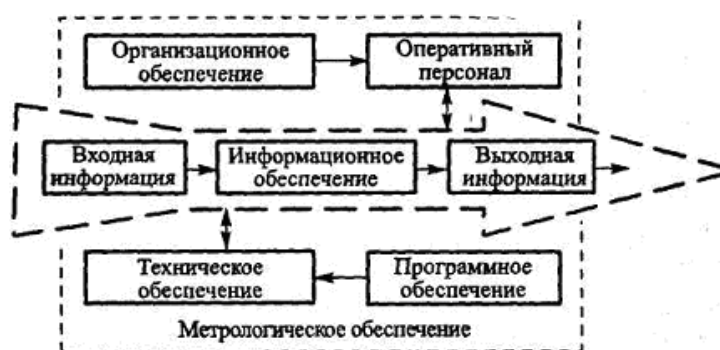 Организационное
обеспечение
Оперативный
персонал
Входная
информация
Информационное
обеспечение
Выходная
информация
Техническое
обеспечение
Программное
обеспечение
Метрологическое обеспечение